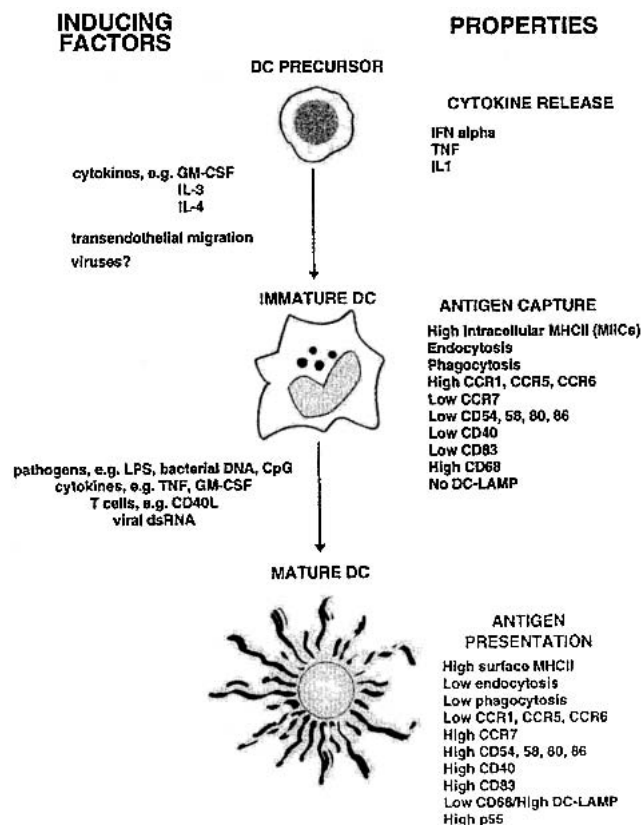 INDUCING
FACTORS
PROPERTIES
DC PRECURSOR
CYTOKINE RELEASE
IFN alpha
TNF
IL1
cytokines, e.g. GM-CSF
IL-3
IL-4
transendothelial migration
viruses?
IMMATURE DC
ANTIGEN CAPTURE
High intracellular MHCII (MIICs)
Endocytosis
Phagocytosis
High CCR1, CCR5, CCR6
Low CCR7
Low CD54, 58, 80, 86
Low CD40
Low CD83
High CD68
No DC-LAMP
pathogens, e.g. LPS, bacterial DNA, CpG
cytokines, e.g. TNF, GM-CSF
T cells, e.g. CD40L
viral dsRNA
MATURE DC
ANTIGEN
PRESENTATION
High surface MHCII
Low endocytosis
Low phagocytosis
Low CCR1, CCR5, CCR6
High CCR7
High CD54, 58, 80, 86
High CD40
High CD83
Low CD68/High DC-LAMP
High p55